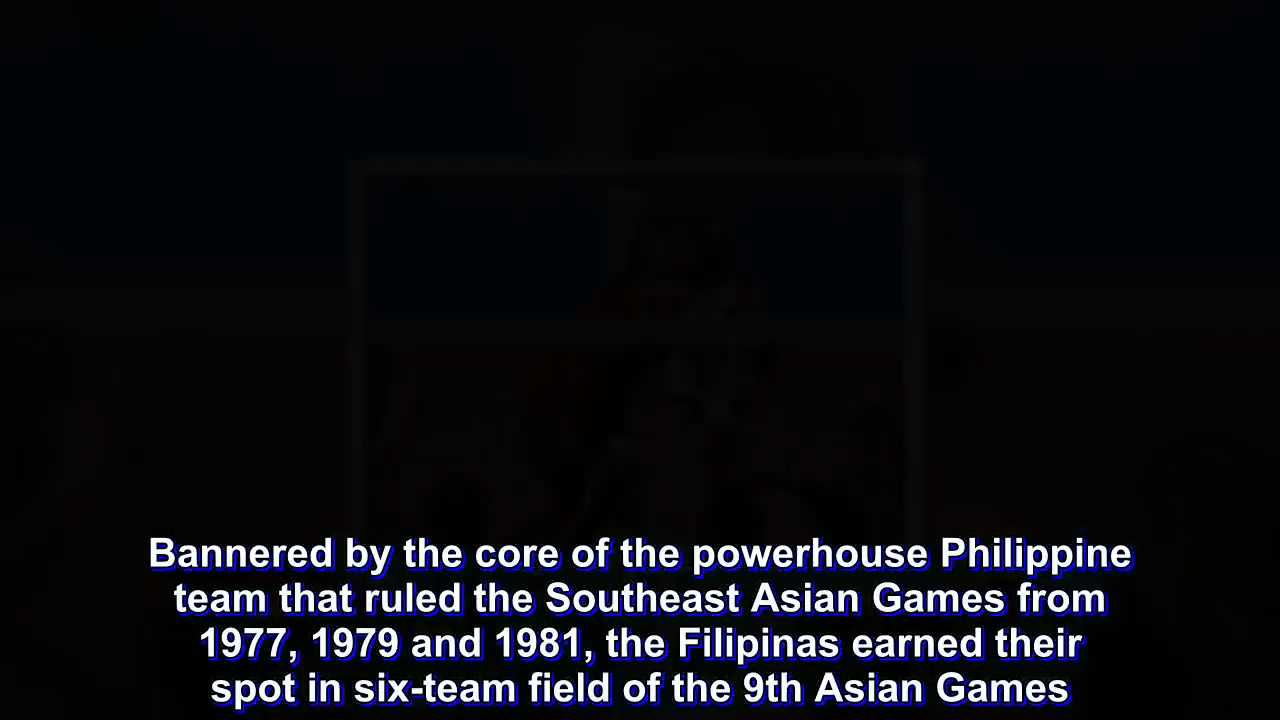 Bannered by the core of the powerhouse Philippine
team that ruled the Southeast Asian Games from
1977, 1979 and 1981, the Filipinas earned their
spot in six-team field of the 9th Asian Games